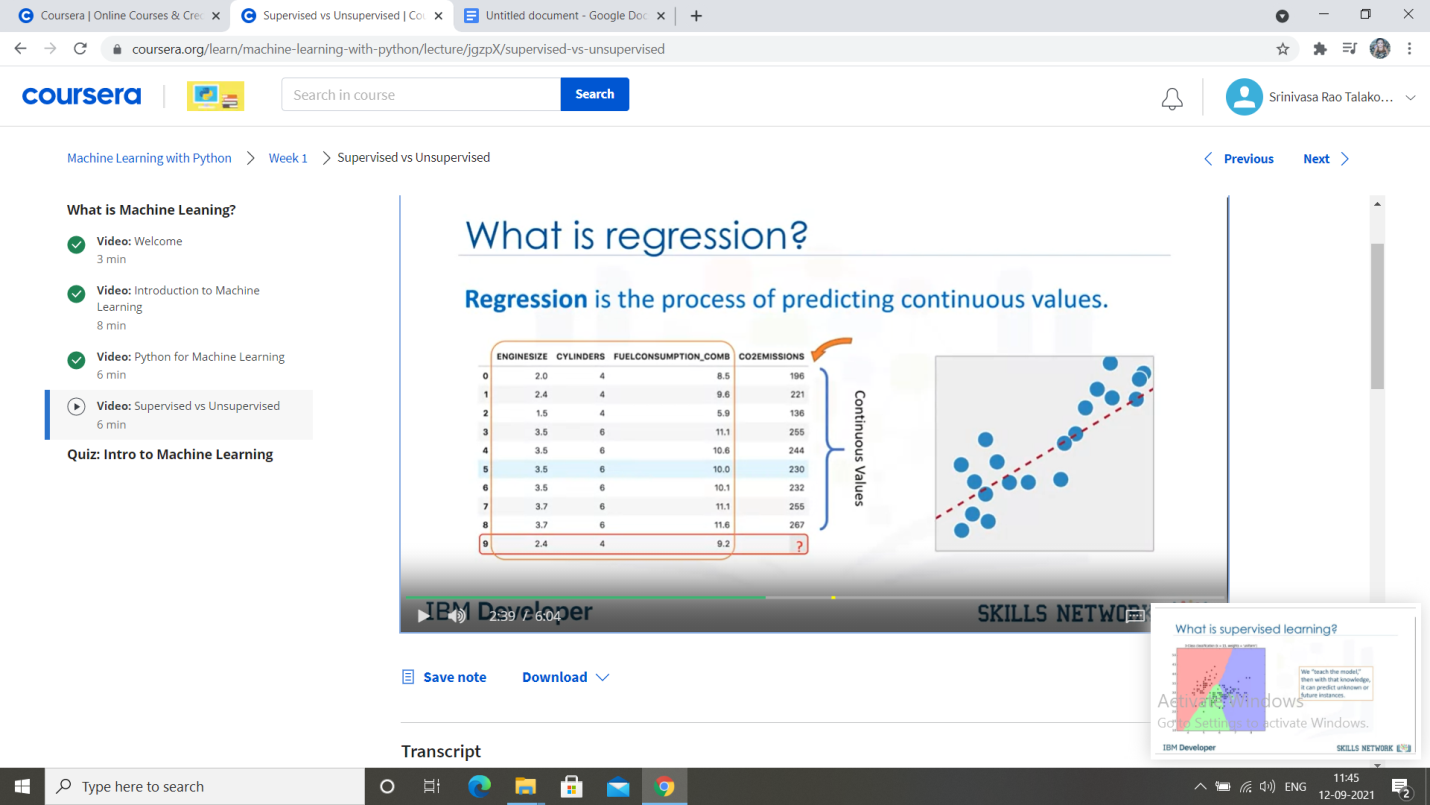 Coursera | Online Courses & Cre
Supervised vs Unsupervised | Cou
Untitled document - Google Doc
coursera.org/learn/machine-learning-with-python/lecture/jgzpX/supervised-vs-unsupervised
coursera
Search in course
Search
Srinivasa Rao Talako...
Machine Learning with Python
Week 1
Supervised vs Unsupervised
Previous
Next
What is Machine Leaning?
Video: Welcome
3 min
Video: Introduction to Machine
Learning
8 min
Video: Python for Machine Learning
6 min
Video: Supervised vs Unsupervised
6 min
Quiz: Intro to Machine Learning
What is regression?
Regression is the process of predicting continuous values.
ENGINESIZE CYLINDERS FUELCONSUMPTION_COMB CO2EMISSIONS
0 2.0 4 8.5 196
1 2.4 4 9.6 221
2 1.5 4 5.9 136
3 3.5 6 11.1 255
4 3.5 6 10.6 244
5 3.5 6 10.0 230
6 3.5 6 10.1 232
7 3.7 6 11.1 255
8 3.7 6 11.6 267
9 2.4 4 9.2 ?
Continuous Values
IBM Developer
SKILLS NETWO
2:39 / 6:04
Save note
Download
Transcript
What is supervised learning?
We "teach the model,"
then with that knowledge,
it can predict unknown or
future instances.
IBM Developer
SKILLS NETWORK
Activate Windows
Go to Settings to activate Windows.
Type here to search
ENG
11:45
12-09-2021
2